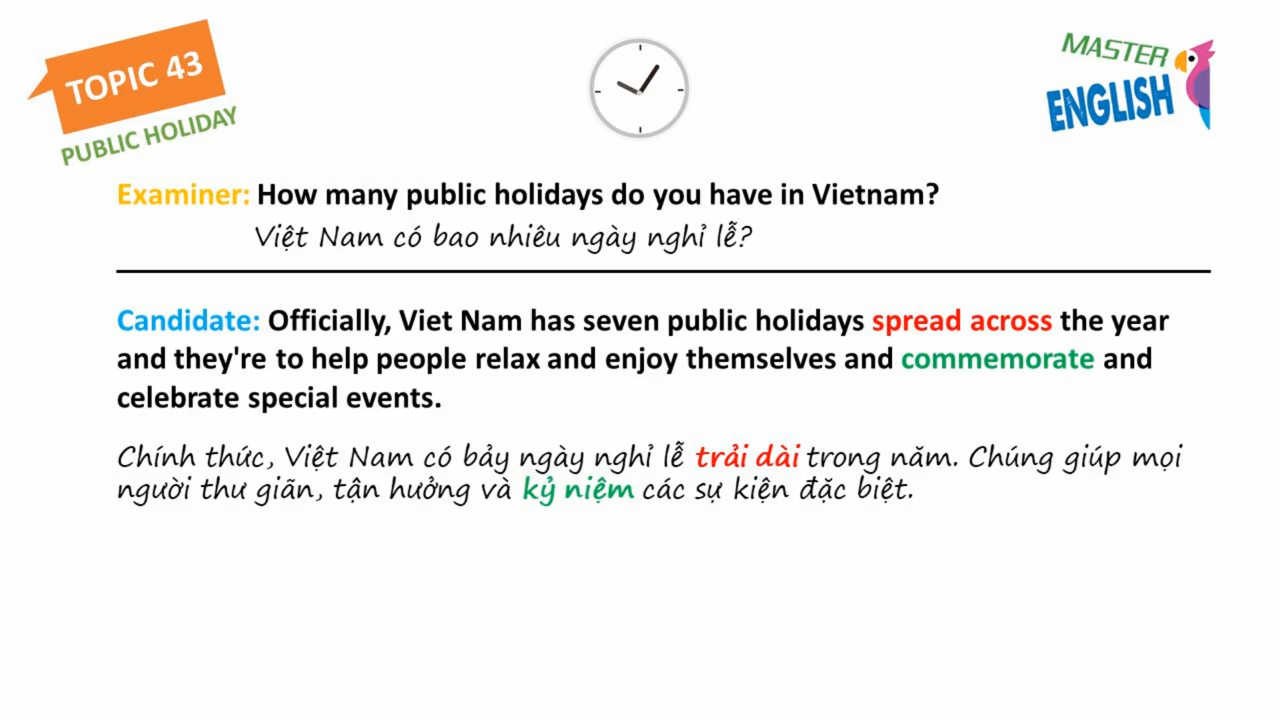 TOPIC 43
PUBLIC HOLIDAY
MASTER
ENGLISH
Examiner: How many public holidays do you have in Vietnam?
Việt Nam có bao nhiêu ngày nghỉ lễ?
Candidate: Officially, Viet Nam has seven public holidays spread across the year
and they're to help people relax and enjoy themselves and commemorate and
celebrate special events.
Chính thức, Việt Nam có bảy ngày nghỉ lễ trải dài trong năm. Chúng giúp mọi
người thư giãn, tận hưởng và kỷ niệm các sự kiện đặc biệt.